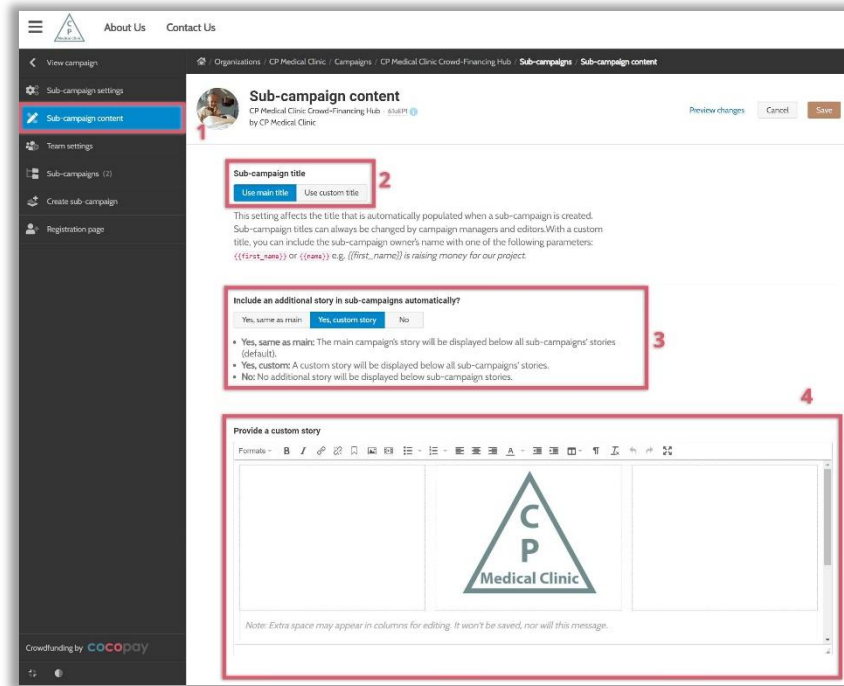 C
P
Medical Clinic
About Us Contact Us
View campaign
/ Organizations / CP Medical Clinic / Campaigns / CP Medical Clinic Crowd-Financing Hub / Sub-campaigns / Sub-campaign content
Sub-campaign settings
Sub-campaign content
Team settings
Sub-campaigns (2)
Create sub-campaign
Registration page
1
Sub-campaign content
CP Medical Clinic Crowd-Financing Hub
by CP Medical Clinic
Preview changes Cancel Save
Sub-campaign title
Use main title Use custom title
2
This setting affects the title that is automatically populated when a sub-campaign is created.
Sub-campaign titles can always be changed by campaign managers and editors.With a custom
title, you can include the sub-campaign owner's name with one of the following parameters:
{{first_name}} or {{name}} e.g. {{first_name}} is raising money for our project.
Include an additional story in sub-campaigns automatically?
Yes, same as main Yes, custom story No
3
• Yes, same as main: The main campaign's story will be displayed below all sub-campaigns' stories
(default).
• Yes, custom: A custom story will be displayed below all sub-campaigns' stories.
• No: No additional story will be displayed below sub-campaign stories.
4
Provide a custom story
Formats B I A
C
P
Medical Clinic
Note: Extra space may appear in columns for editing. It won't be saved, nor will this message.
Crowdfunding by cocopay